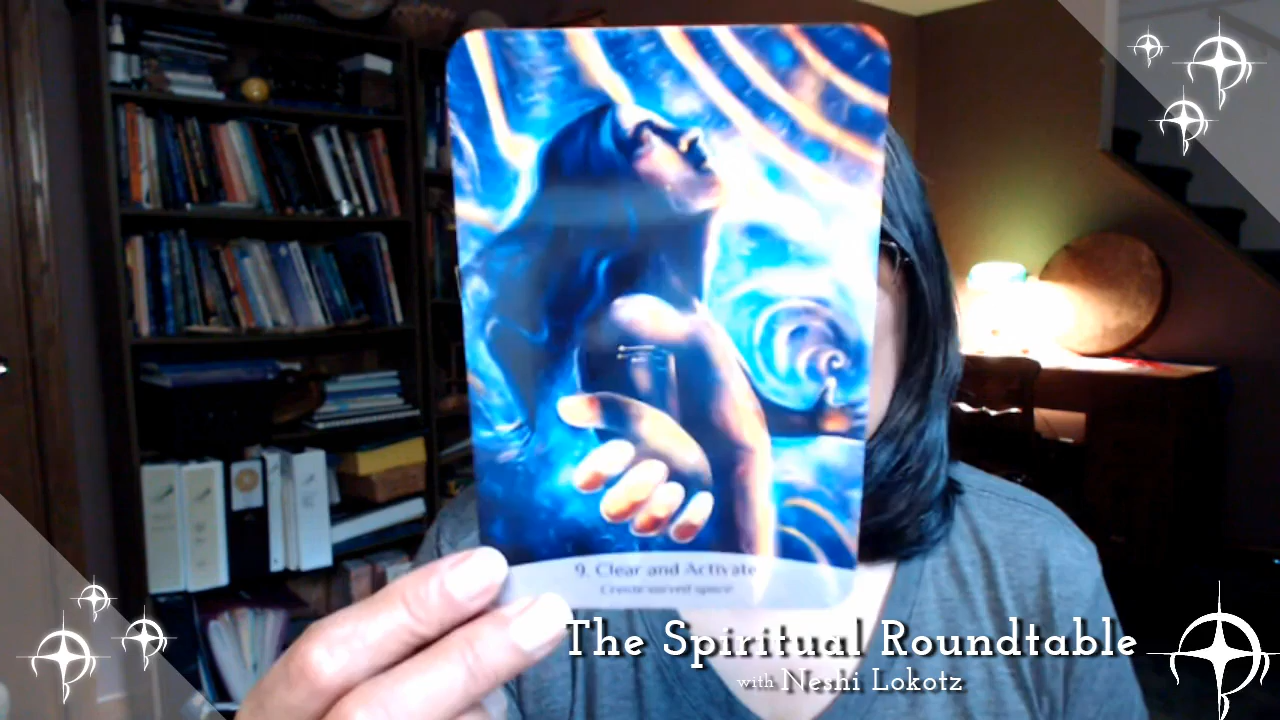 9. Clear and Activate
Create sacred space
The Spiritual Roundtable
with Neshi Lokotz